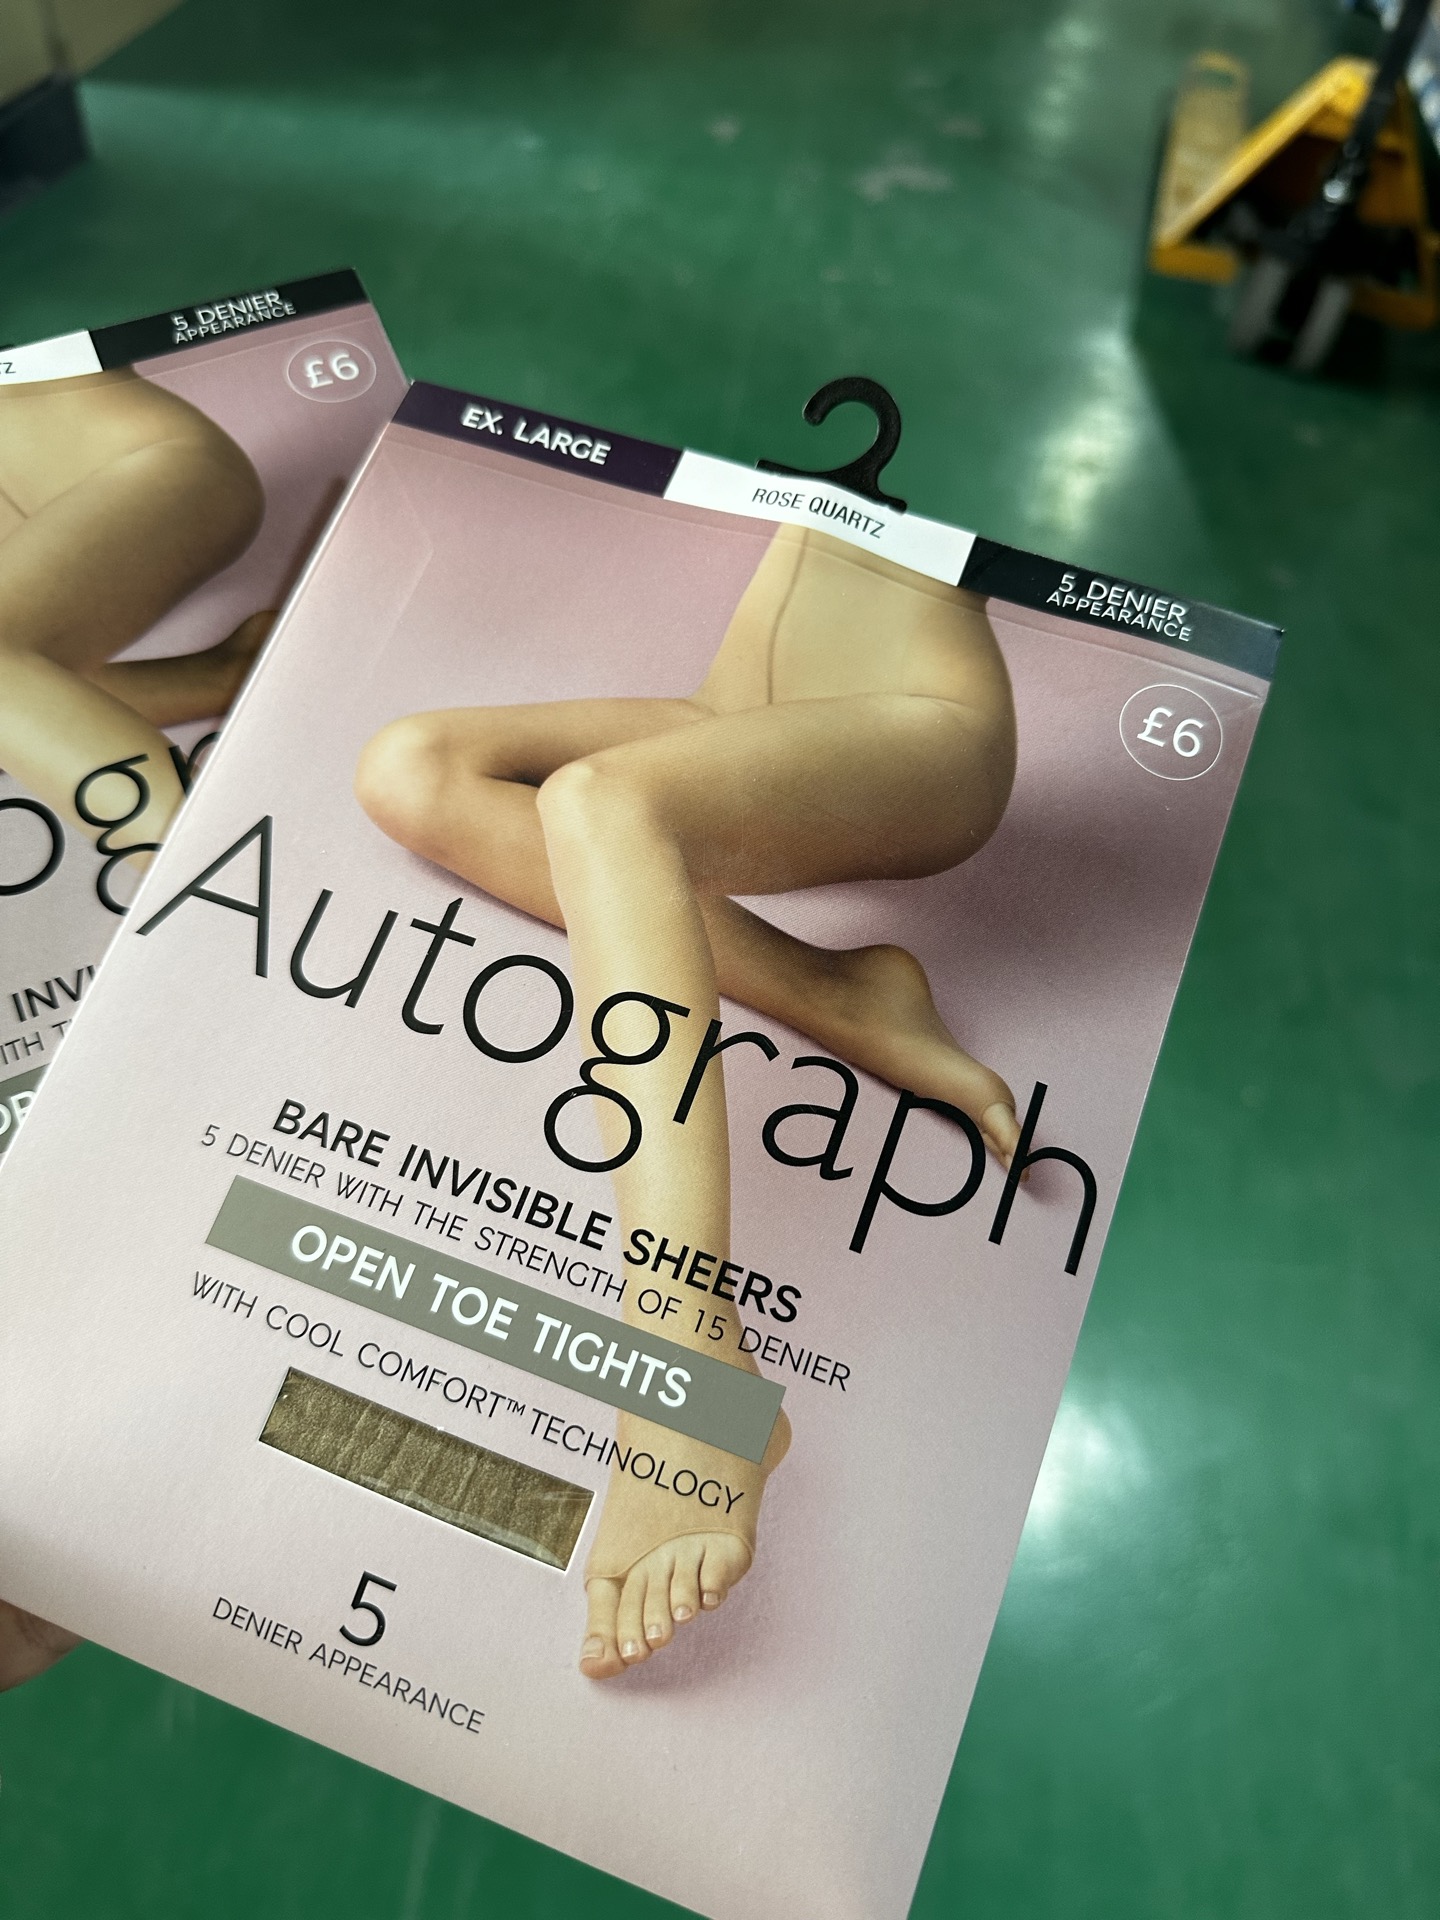 5 DENIER
APPEARANCE
£6
EX. LARGE
ROSE QUARTZ
5 DENIER
APPEARANCE
£6
Autograph
BARE INVISIBLE SHEERS
5 DENIER WITH THE STRENGTH OF 15 DENIER
OPEN TOE TIGHTS
WITH COOL COMFORT™ TECHNOLOGY
5
DENIER APPEARANCE